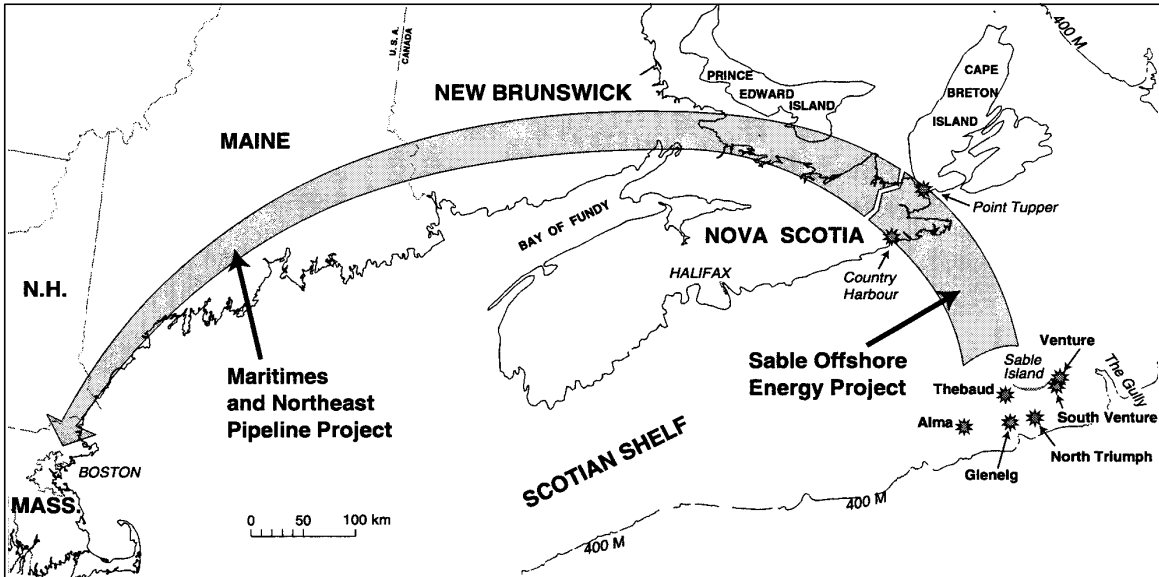 400 M
U.S.A.
CANADA
PRINCE
EDWARD
ISLAND
CAPE
BRETON
ISLAND
NEW BRUNSWICK
MAINE
Point Tupper
BAY OF FUNDY
NOVA SCOTIA
HALIFAX
Country
Harbour
N.H.
Maritimes
and Northeast
Pipeline Project
Sable Offshore
Energy Project
Venture
Sable
Island
The Gully
Thebaud
South Venture
Alma
North Triumph
Glenelg
SCOTIAN SHELF
BOSTON
MASS.
0 50 100 km
400 M
400 M